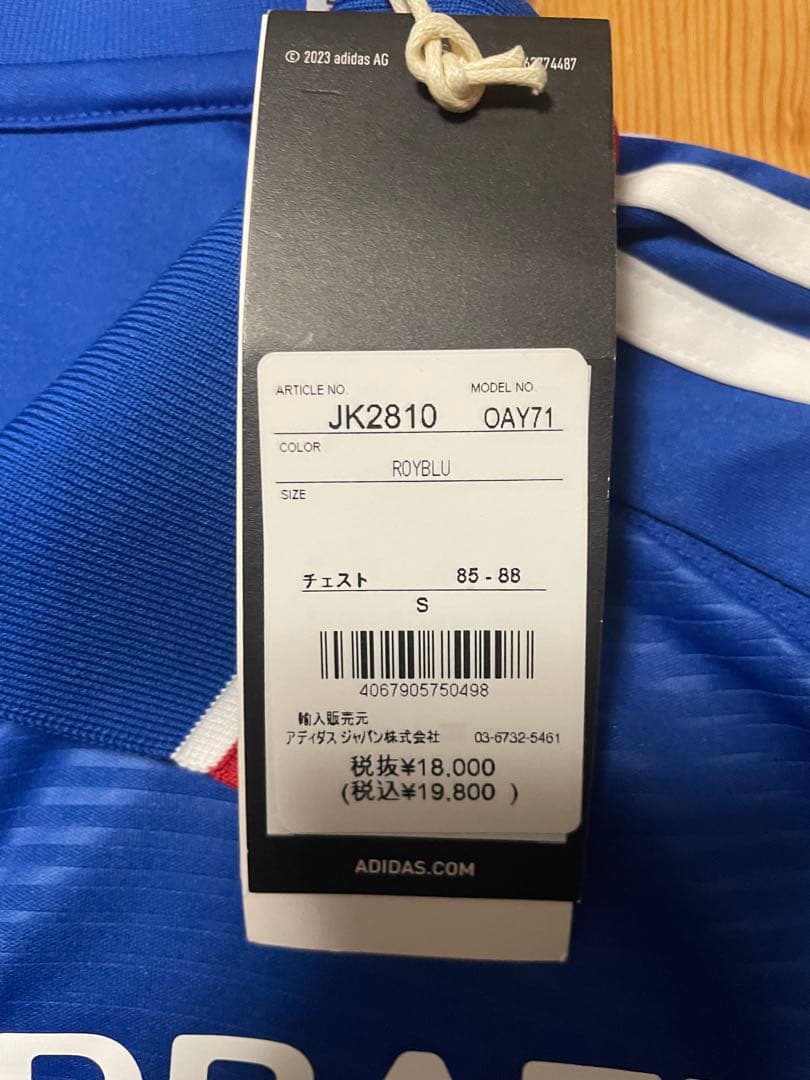 © 2023 adidas AG
62774487
ARTICLE NO.
MODEL NO
JK2810
OAY71
COLOR
ROYBLU
SIZE
チェスト 85 - 88
S
4067905750498
輸入販売元
アディダス ジャパン株式会社 03-6732-5461
税抜¥18,000
(税込¥19,800 )
ADIDAS.COM